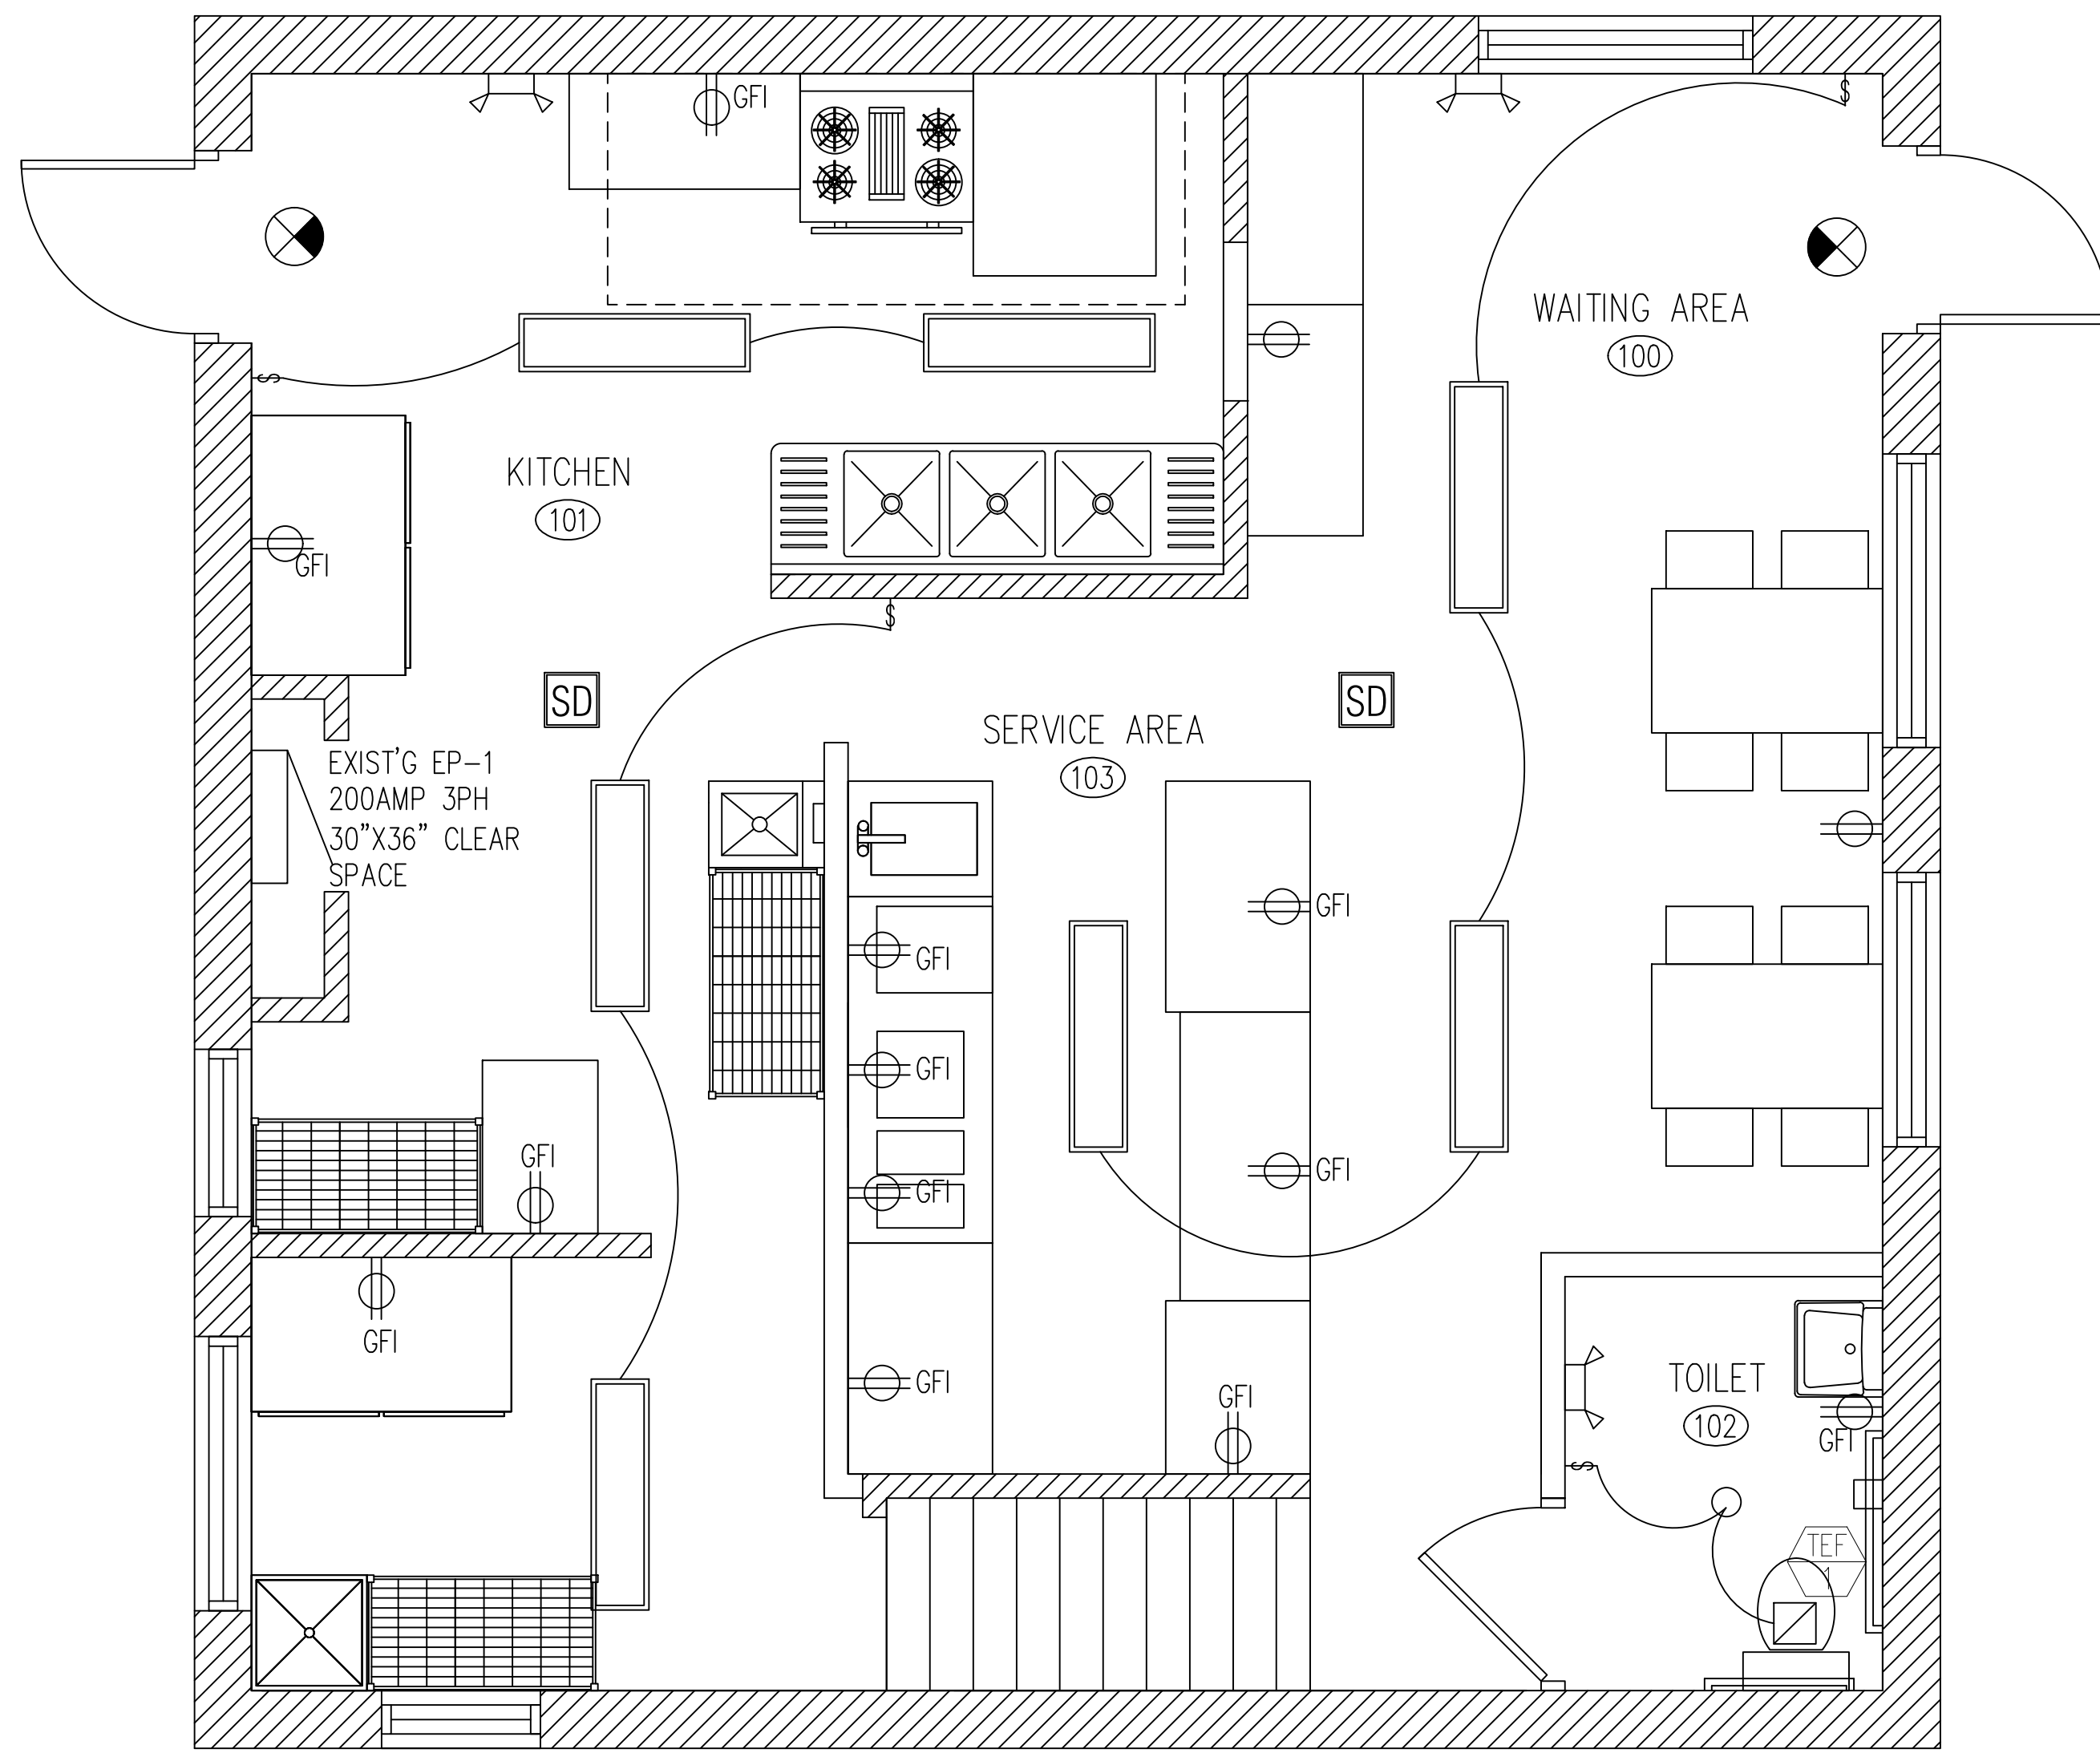 GFI
$
WAITING AREA
100
$
KITCHEN
101
GFI
$
SD
SD
SERVICE AREA
103
EXIST'G EP-1
200AMP 3PH
30"X36" CLEAR
SPACE
GFI
GFI
GFI
GFI
GFI
GFI
GFI
GFI
GFI
TOILET
102
GFI
$
TEF
1